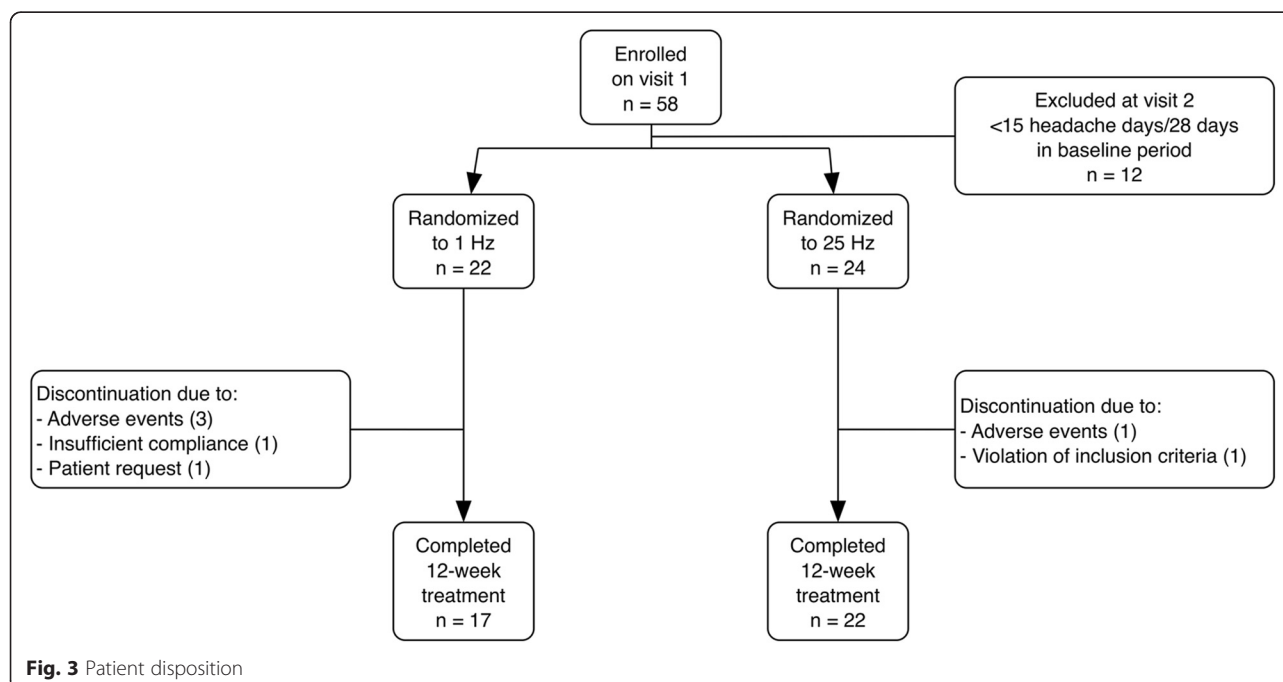 Enrolled
on visit 1
n = 58
Excluded at visit 2
<15 headache days/28 days
in baseline period
n = 12
Randomized
to 1 Hz
n = 22
Randomized
to 25 Hz
n = 24
Discontinuation due to:
- Adverse events (3)
- Insufficient compliance (1)
- Patient request (1)
Discontinuation due to:
- Adverse events (1)
- Violation of inclusion criteria (1)
Completed
12-week
treatment
n = 17
Completed
12-week
treatment
n = 22
Fig. 3 Patient disposition